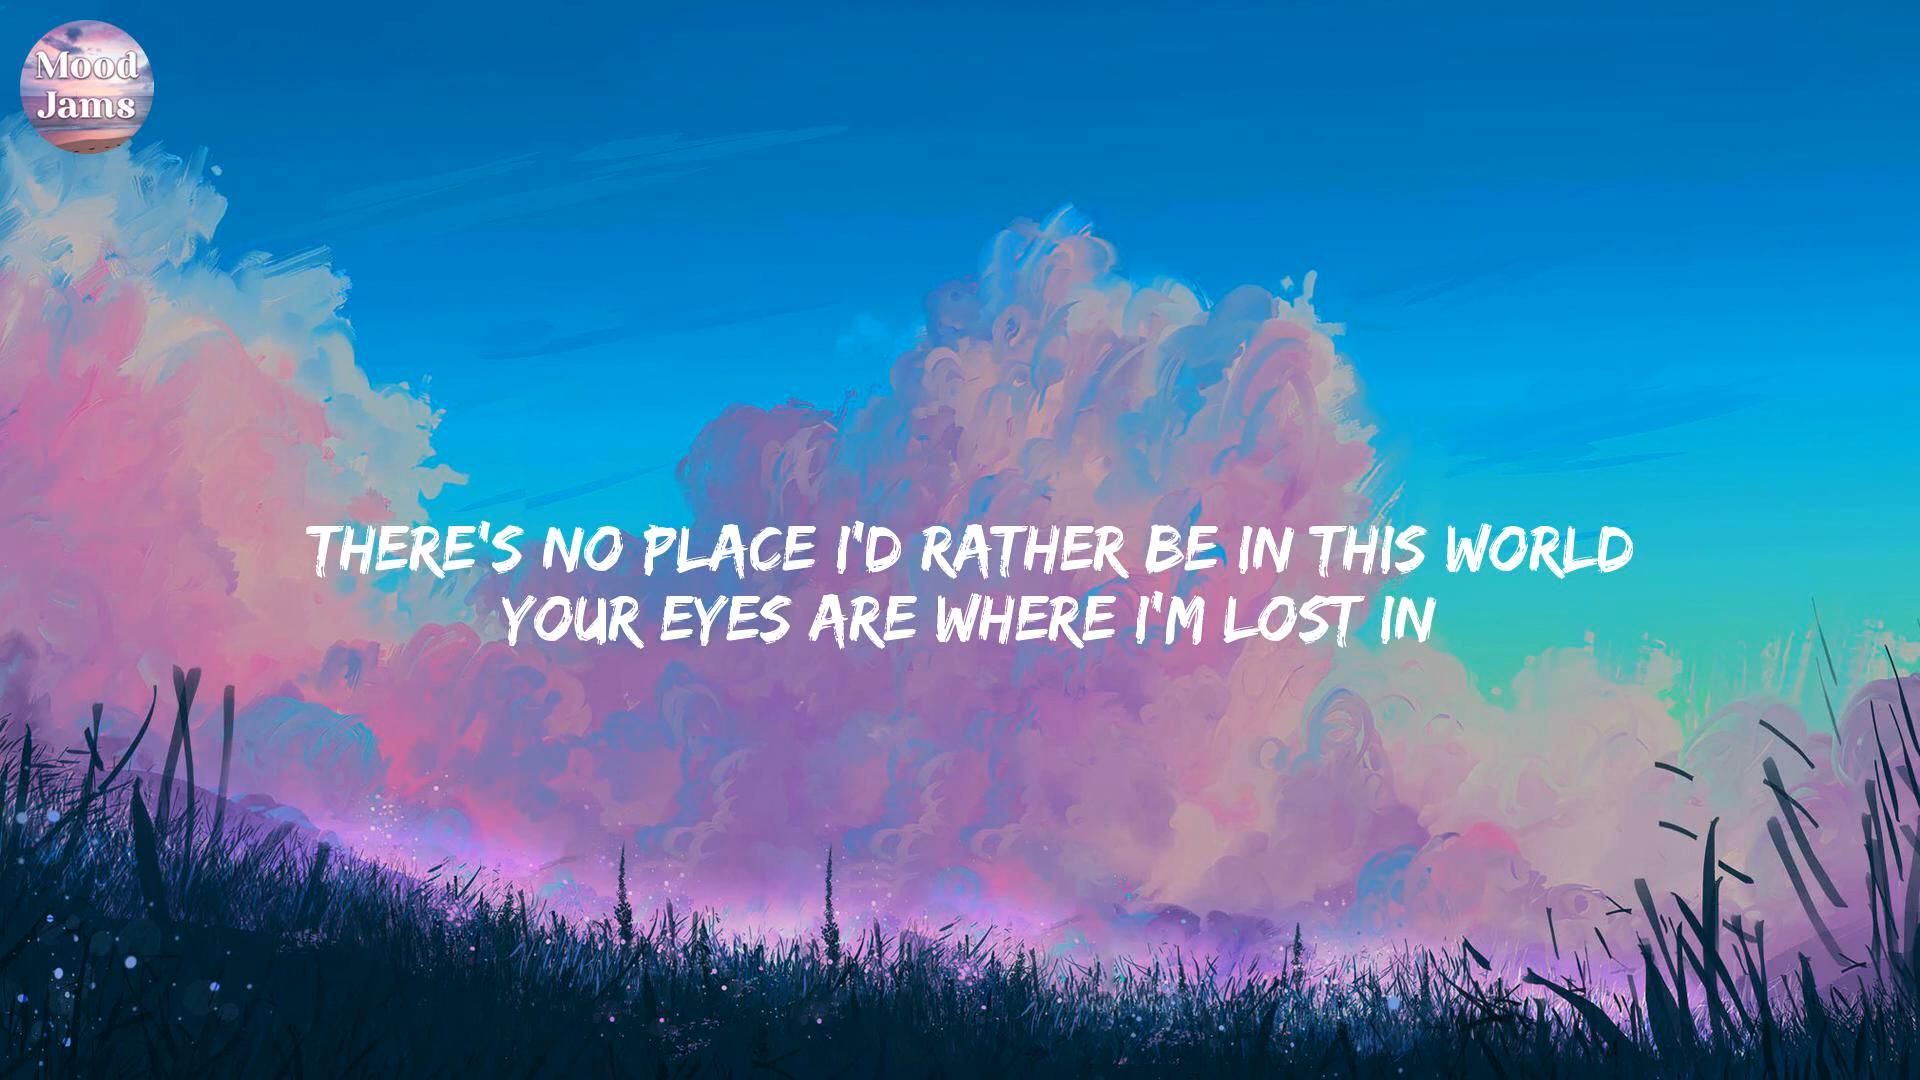 Mood
Jams
THERE'S NO PLACE I'D RATHER BE IN THIS WORLD
YOUR EYES ARE WHERE I'M LOST IN